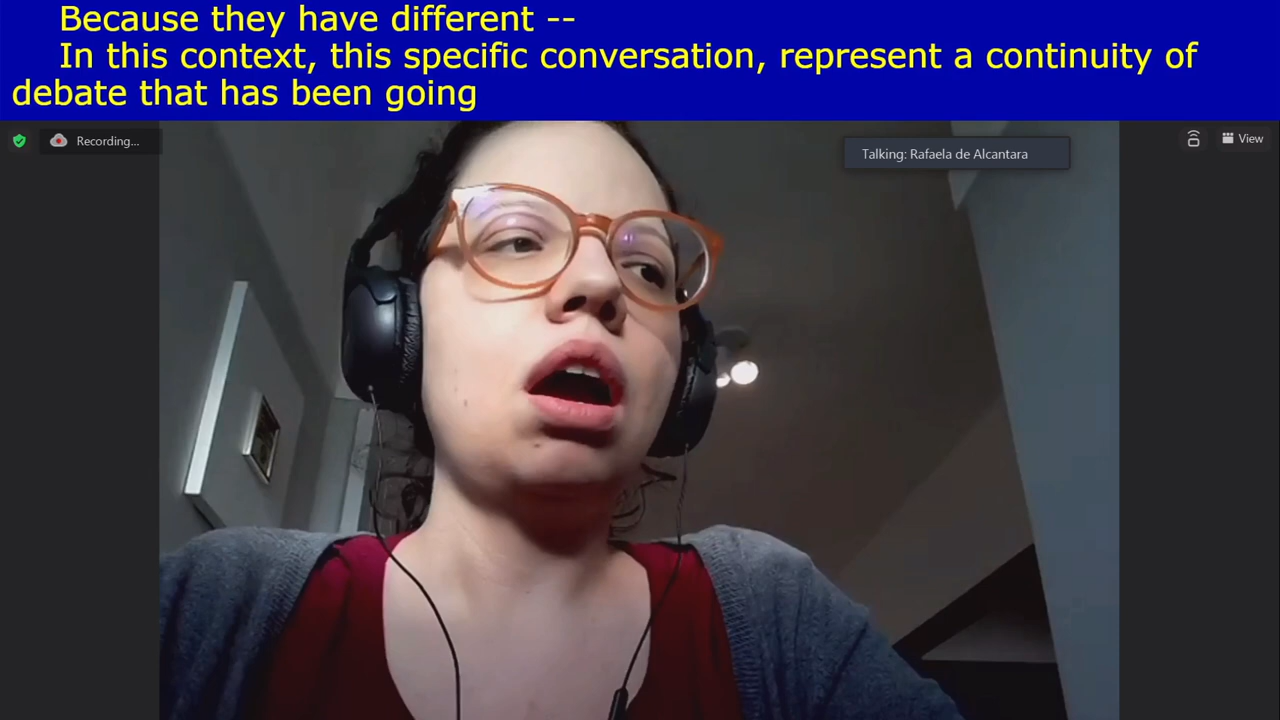 Because they have different --
In this context, this specific conversation, represent a continuity of
debate that has been going
Recording...
Talking: Rafaela de Alcantara
View